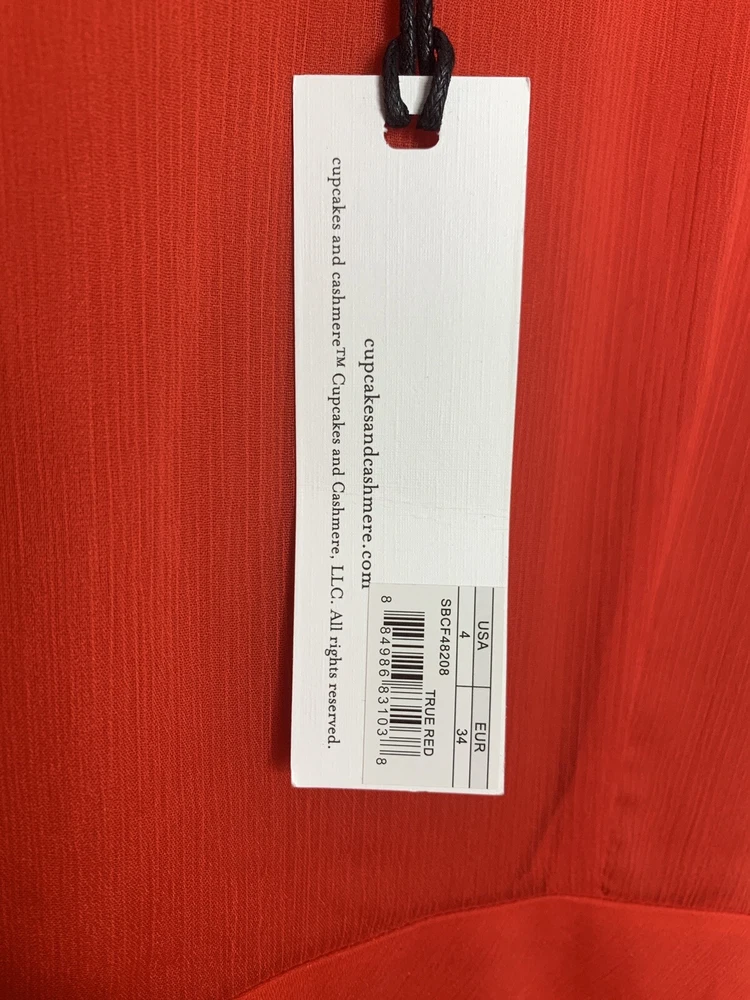 cupcakesandcashmere.com
cupcakes and cashmere™ Cupcakes and Cashmere, LLC. All rights reserved.
USA EUR
4 34
SBCF48208 TRUE RED
8 84986 83103 8